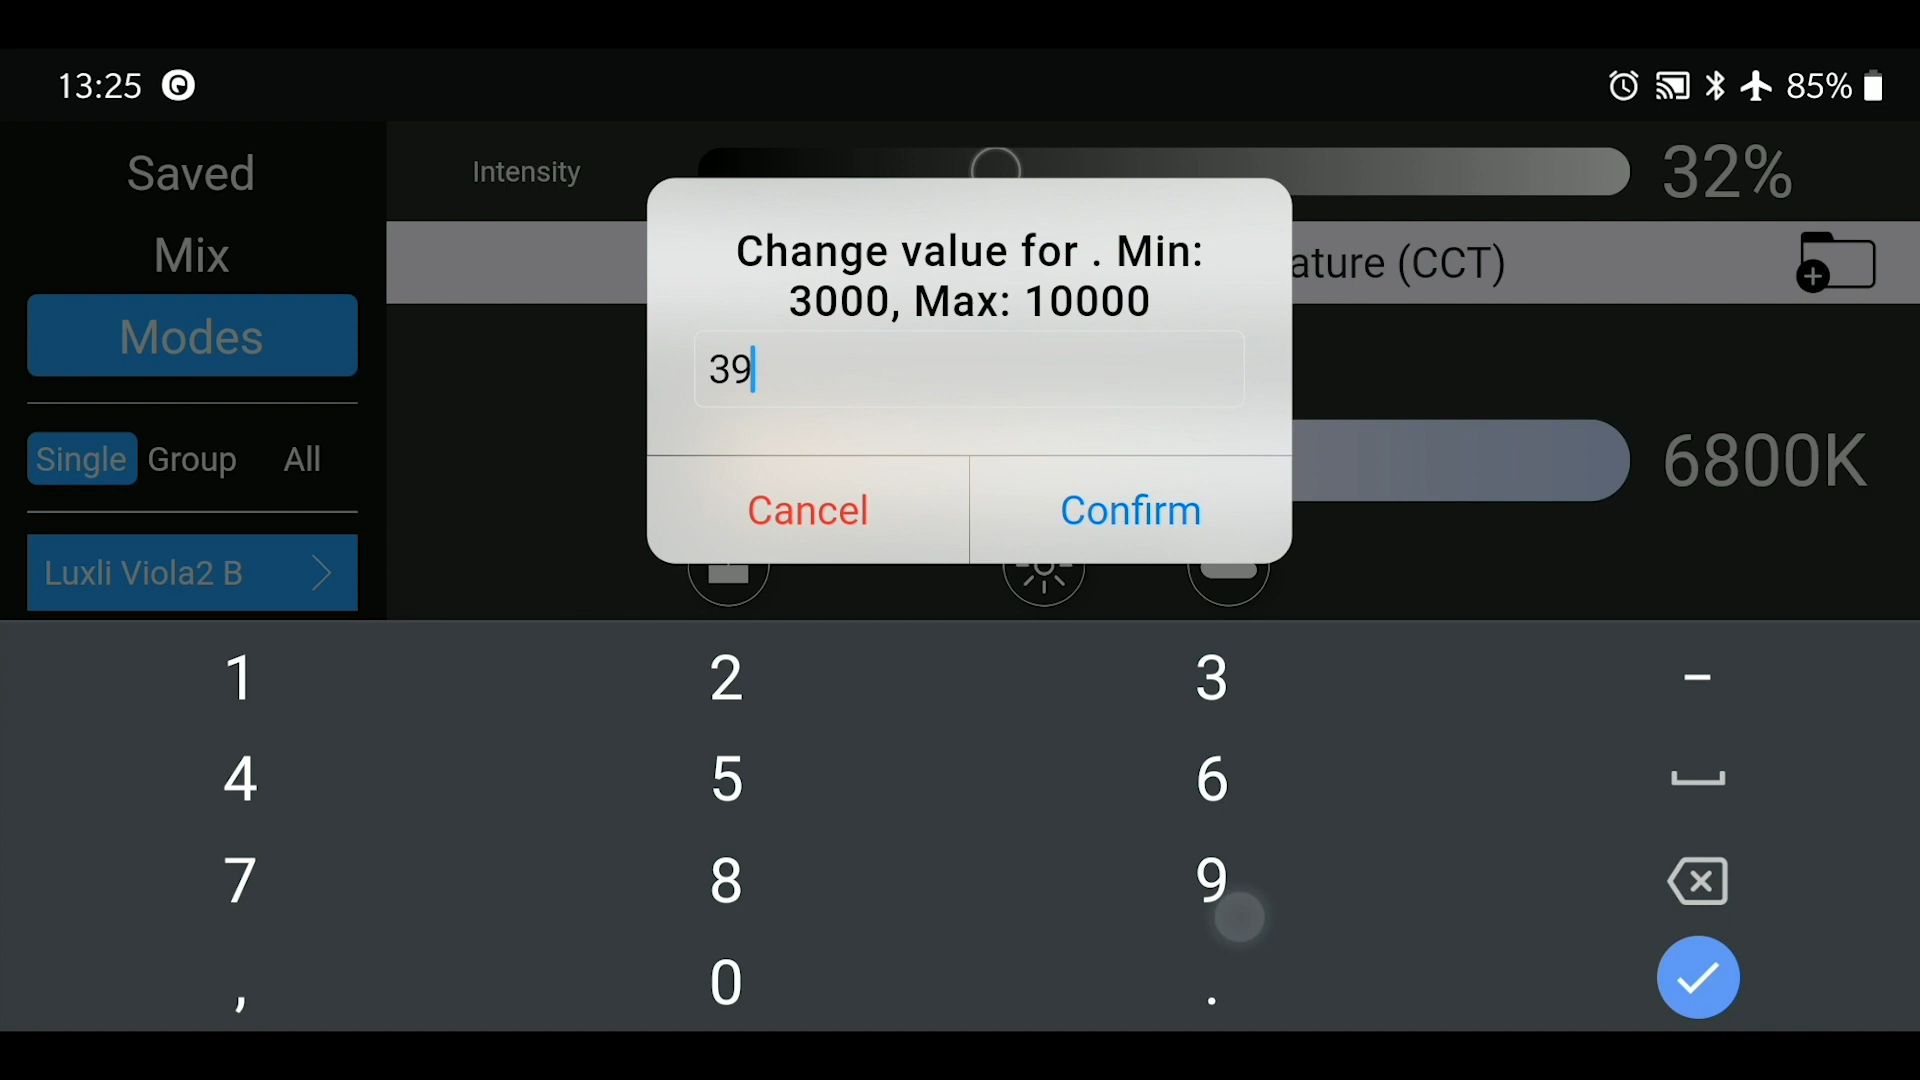 13:25
85%
Saved
Mix
Modes
Single Group All
Luxli Viola2 B
Intensity
32%
ature (CCT)
6800K
Change value for . Min:
3000, Max: 10000
39
Cancel
Confirm
1 2 3 –
4 5 6
7 8 9
, 0 .